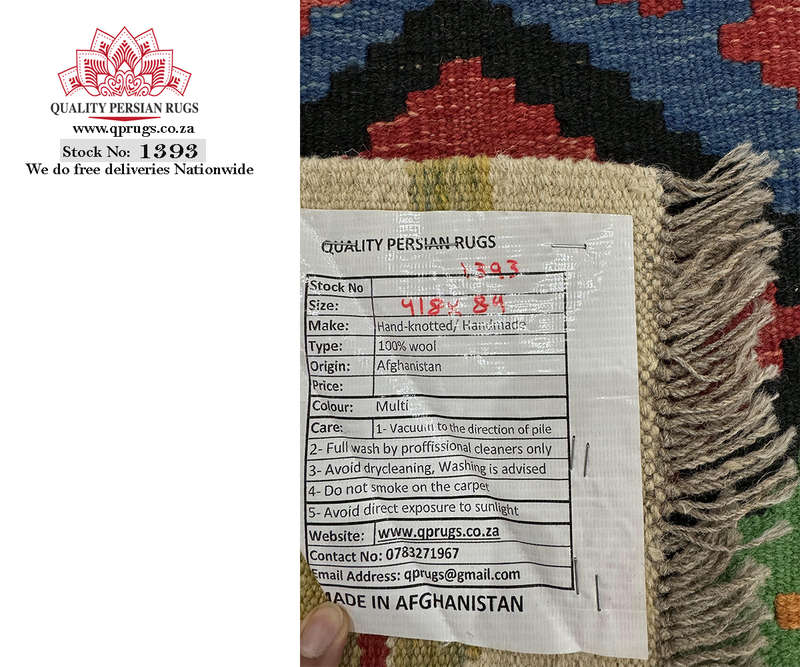 QUALITY PERSIAN RUGS
www.qprugs.co.za
Stock No: 1393
We do free deliveries Nationwide
QUALITY PERSIAN RUGS
Stock No 1393
Size: 418x 84
Make: Hand-knotted/ Handmade
Type: 100% wool
Origin: Afghanistan
Price:
Colour: Multi
Care: 1- Vacuum to the direction of pile
2- Full wash by proffissional cleaners only
3- Avoid drycleaning, Washing is advised
4- Do not smoke on the carpet
5- Avoid direct exposure to sunlight
Website: www.qprugs.co.za
Contact No: 0783271967
Email Address: qprugs@gmail.com
MADE IN AFGHANISTAN